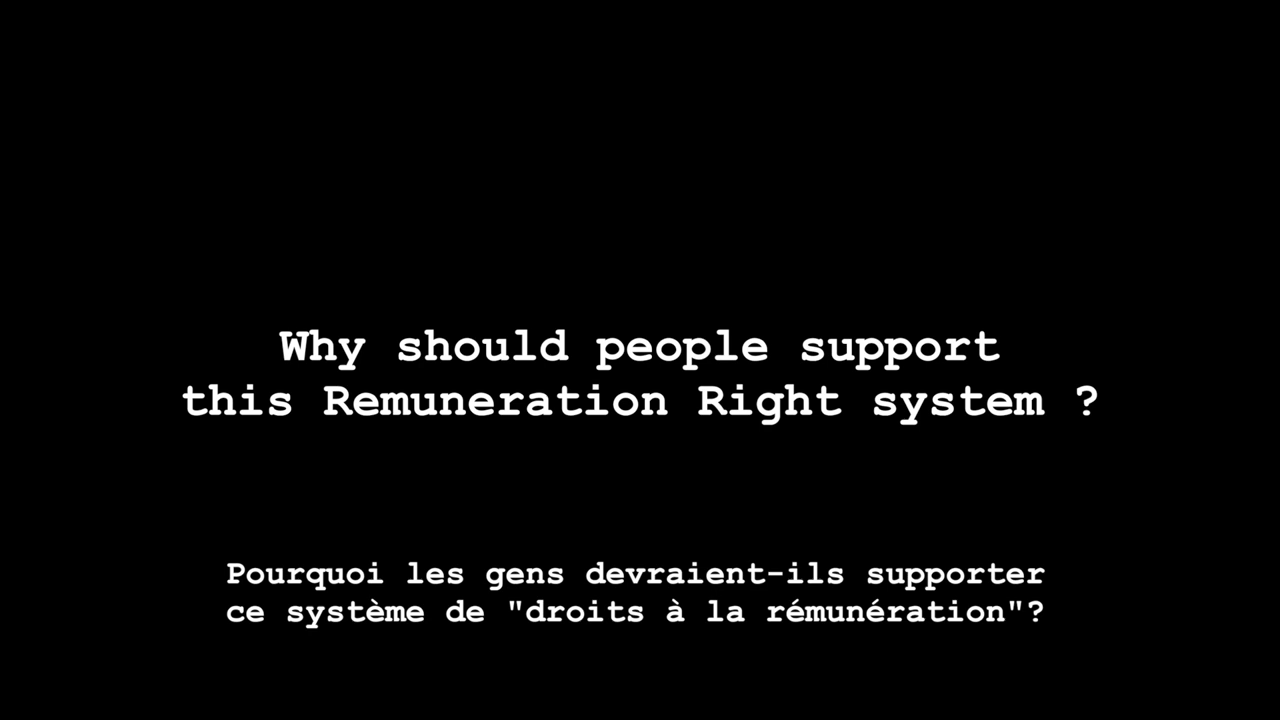 Why should people support
this Remuneration Right system ?
Pourquoi les gens devraient-ils supporter
ce système de "droits à la rémunération"?